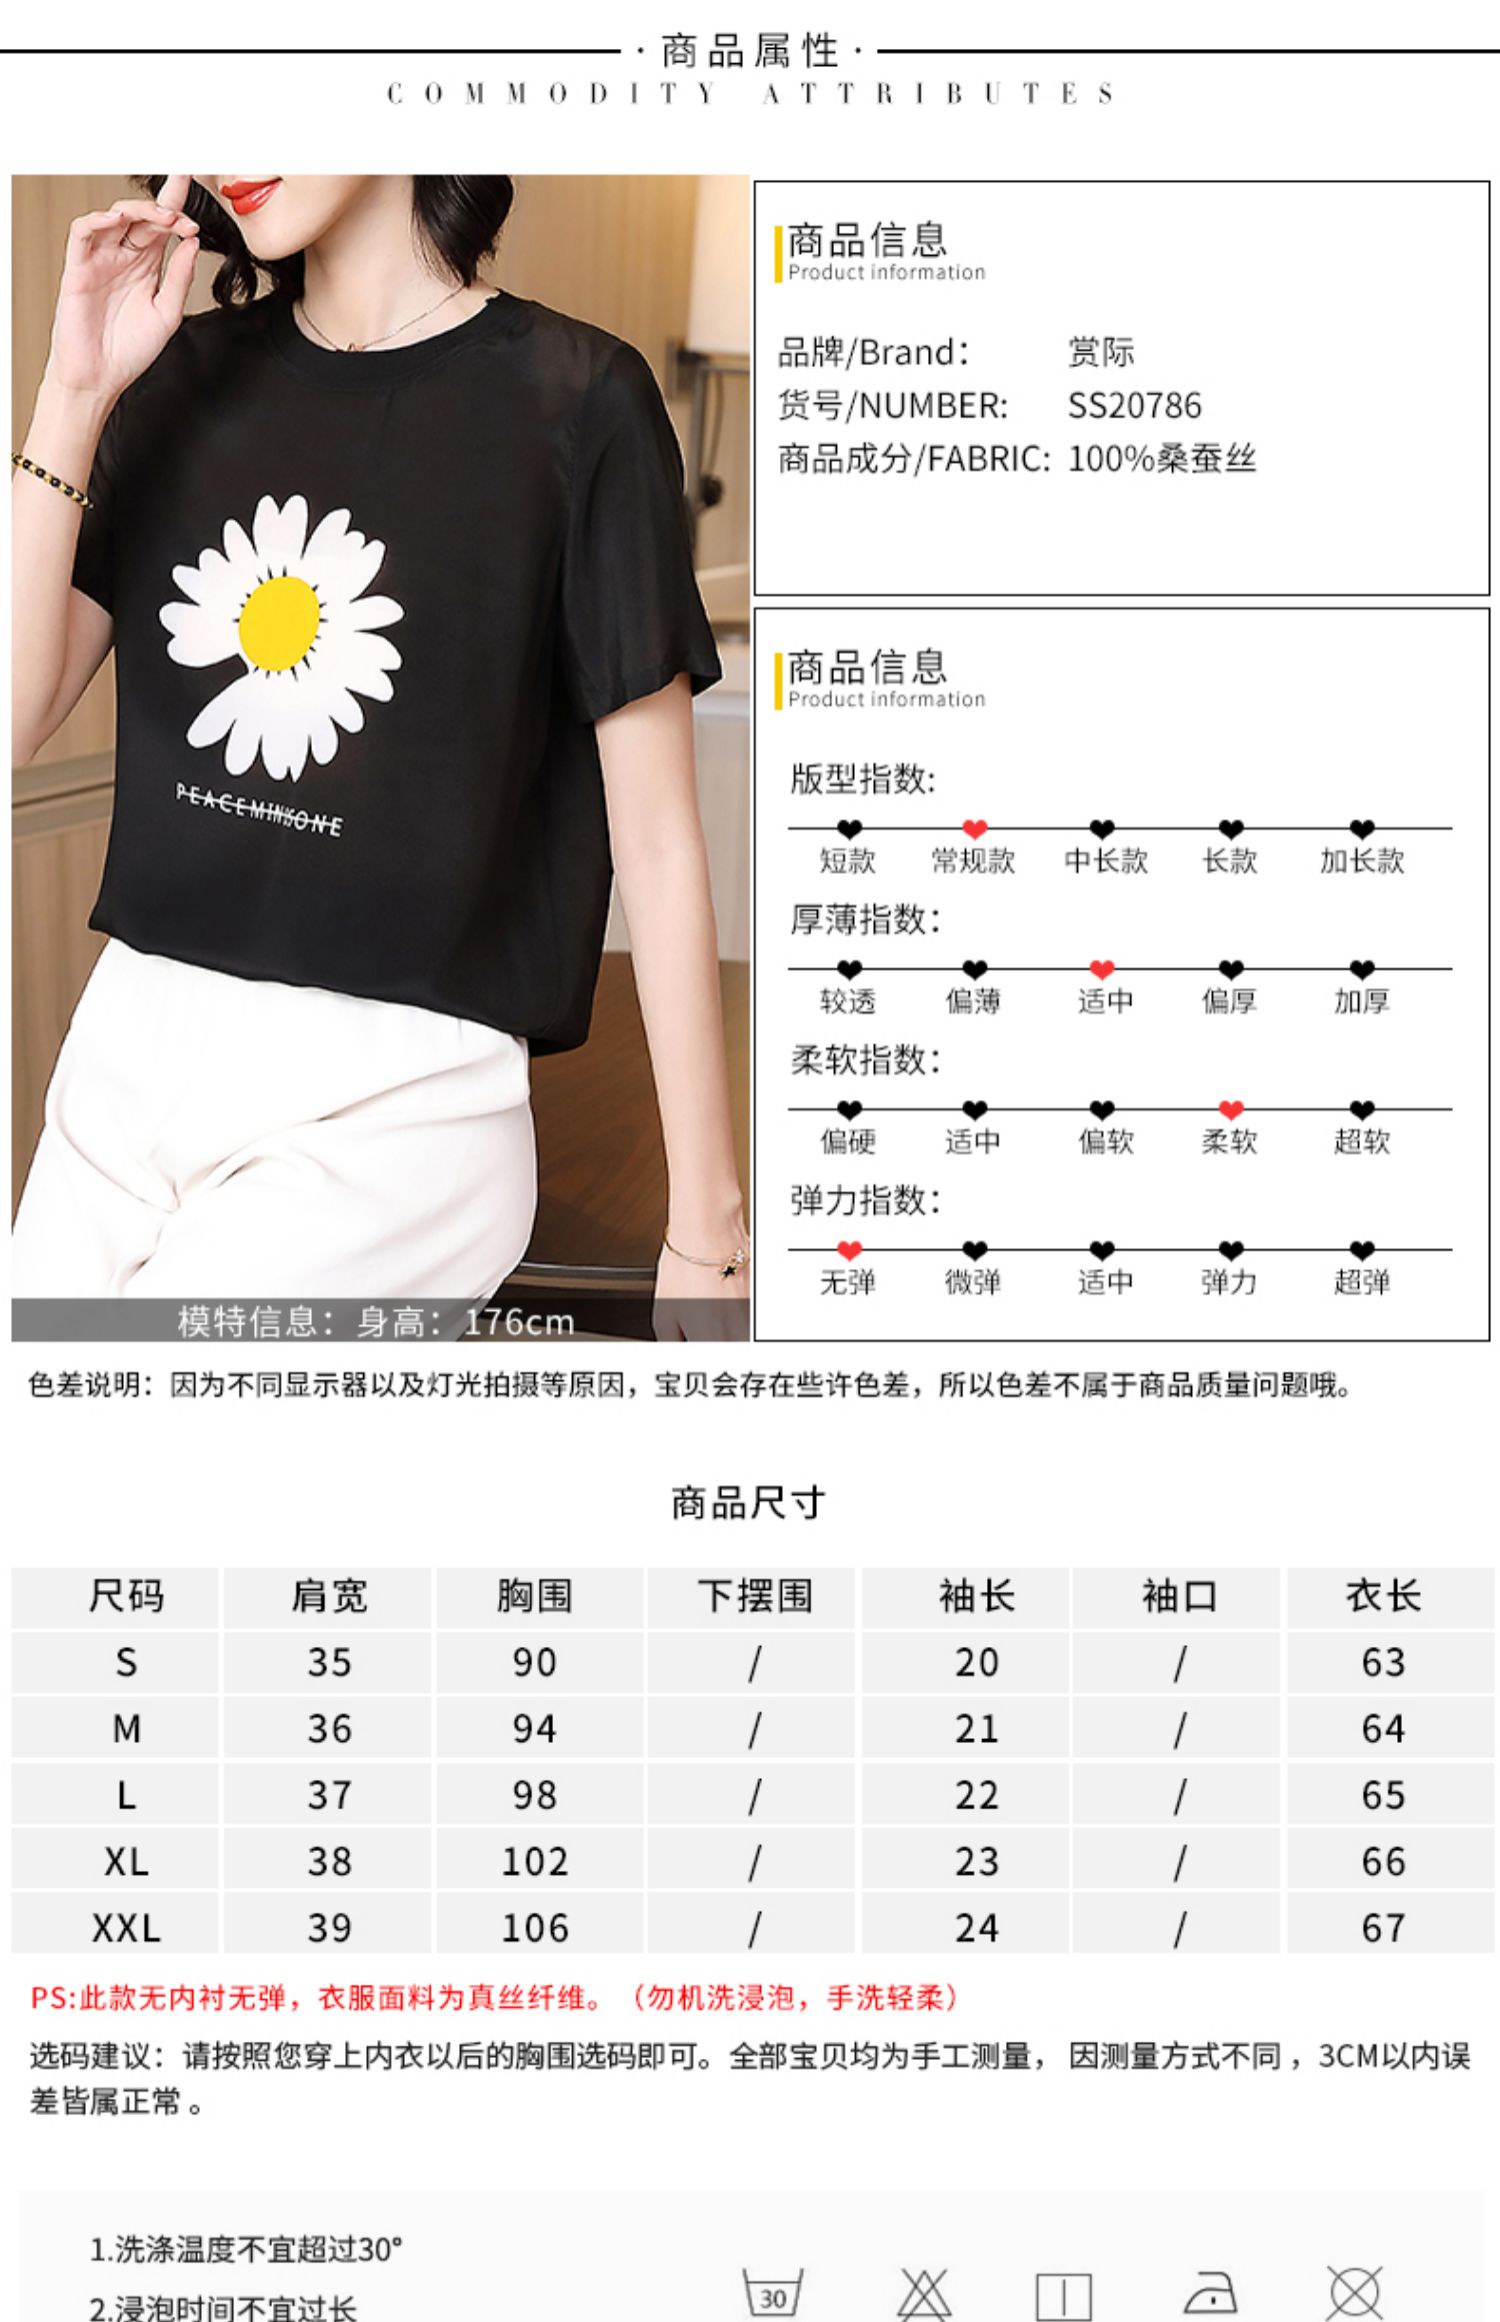 ·商品属性·
COMMODITY ATTRIBUTES
商品信息
Product information
品牌/Brand： 赏际
货号/NUMBER: SS20786
商品成分/FABRIC: 100%桑蚕丝
PEACEMINUSONE
商品信息
Product information
版型指数:
短款 常规款 中长款 长款 加长款
厚薄指数：
较透 偏薄 适中 偏厚 加厚
柔软指数：
偏硬 适中 偏软 柔软 超软
弹力指数：
无弹 微弹 适中 弹力 超弹
模特信息：身高：176cm
色差说明：因为不同显示器以及灯光拍摄等原因，宝贝会存在些许色差，所以色差不属于商品质量问题哦。
商品尺寸
尺码 肩宽 胸围 下摆围 袖长 袖口 衣长
S 35 90 / 20 / 63
M 36 94 / 21 / 64
L 37 98 / 22 / 65
XL 38 102 / 23 / 66
XXL 39 106 / 24 / 67
PS:此款无内衬无弹，衣服面料为真丝纤维。（勿机洗浸泡，手洗轻柔）
选码建议：请按照您穿上内衣以后的胸围选码即可。全部宝贝均为手工测量， 因测量方式不同 ，3CM以内误
差皆属正常 。
1.洗涤温度不宜超过30°
30
2.浸泡时间不宜过长